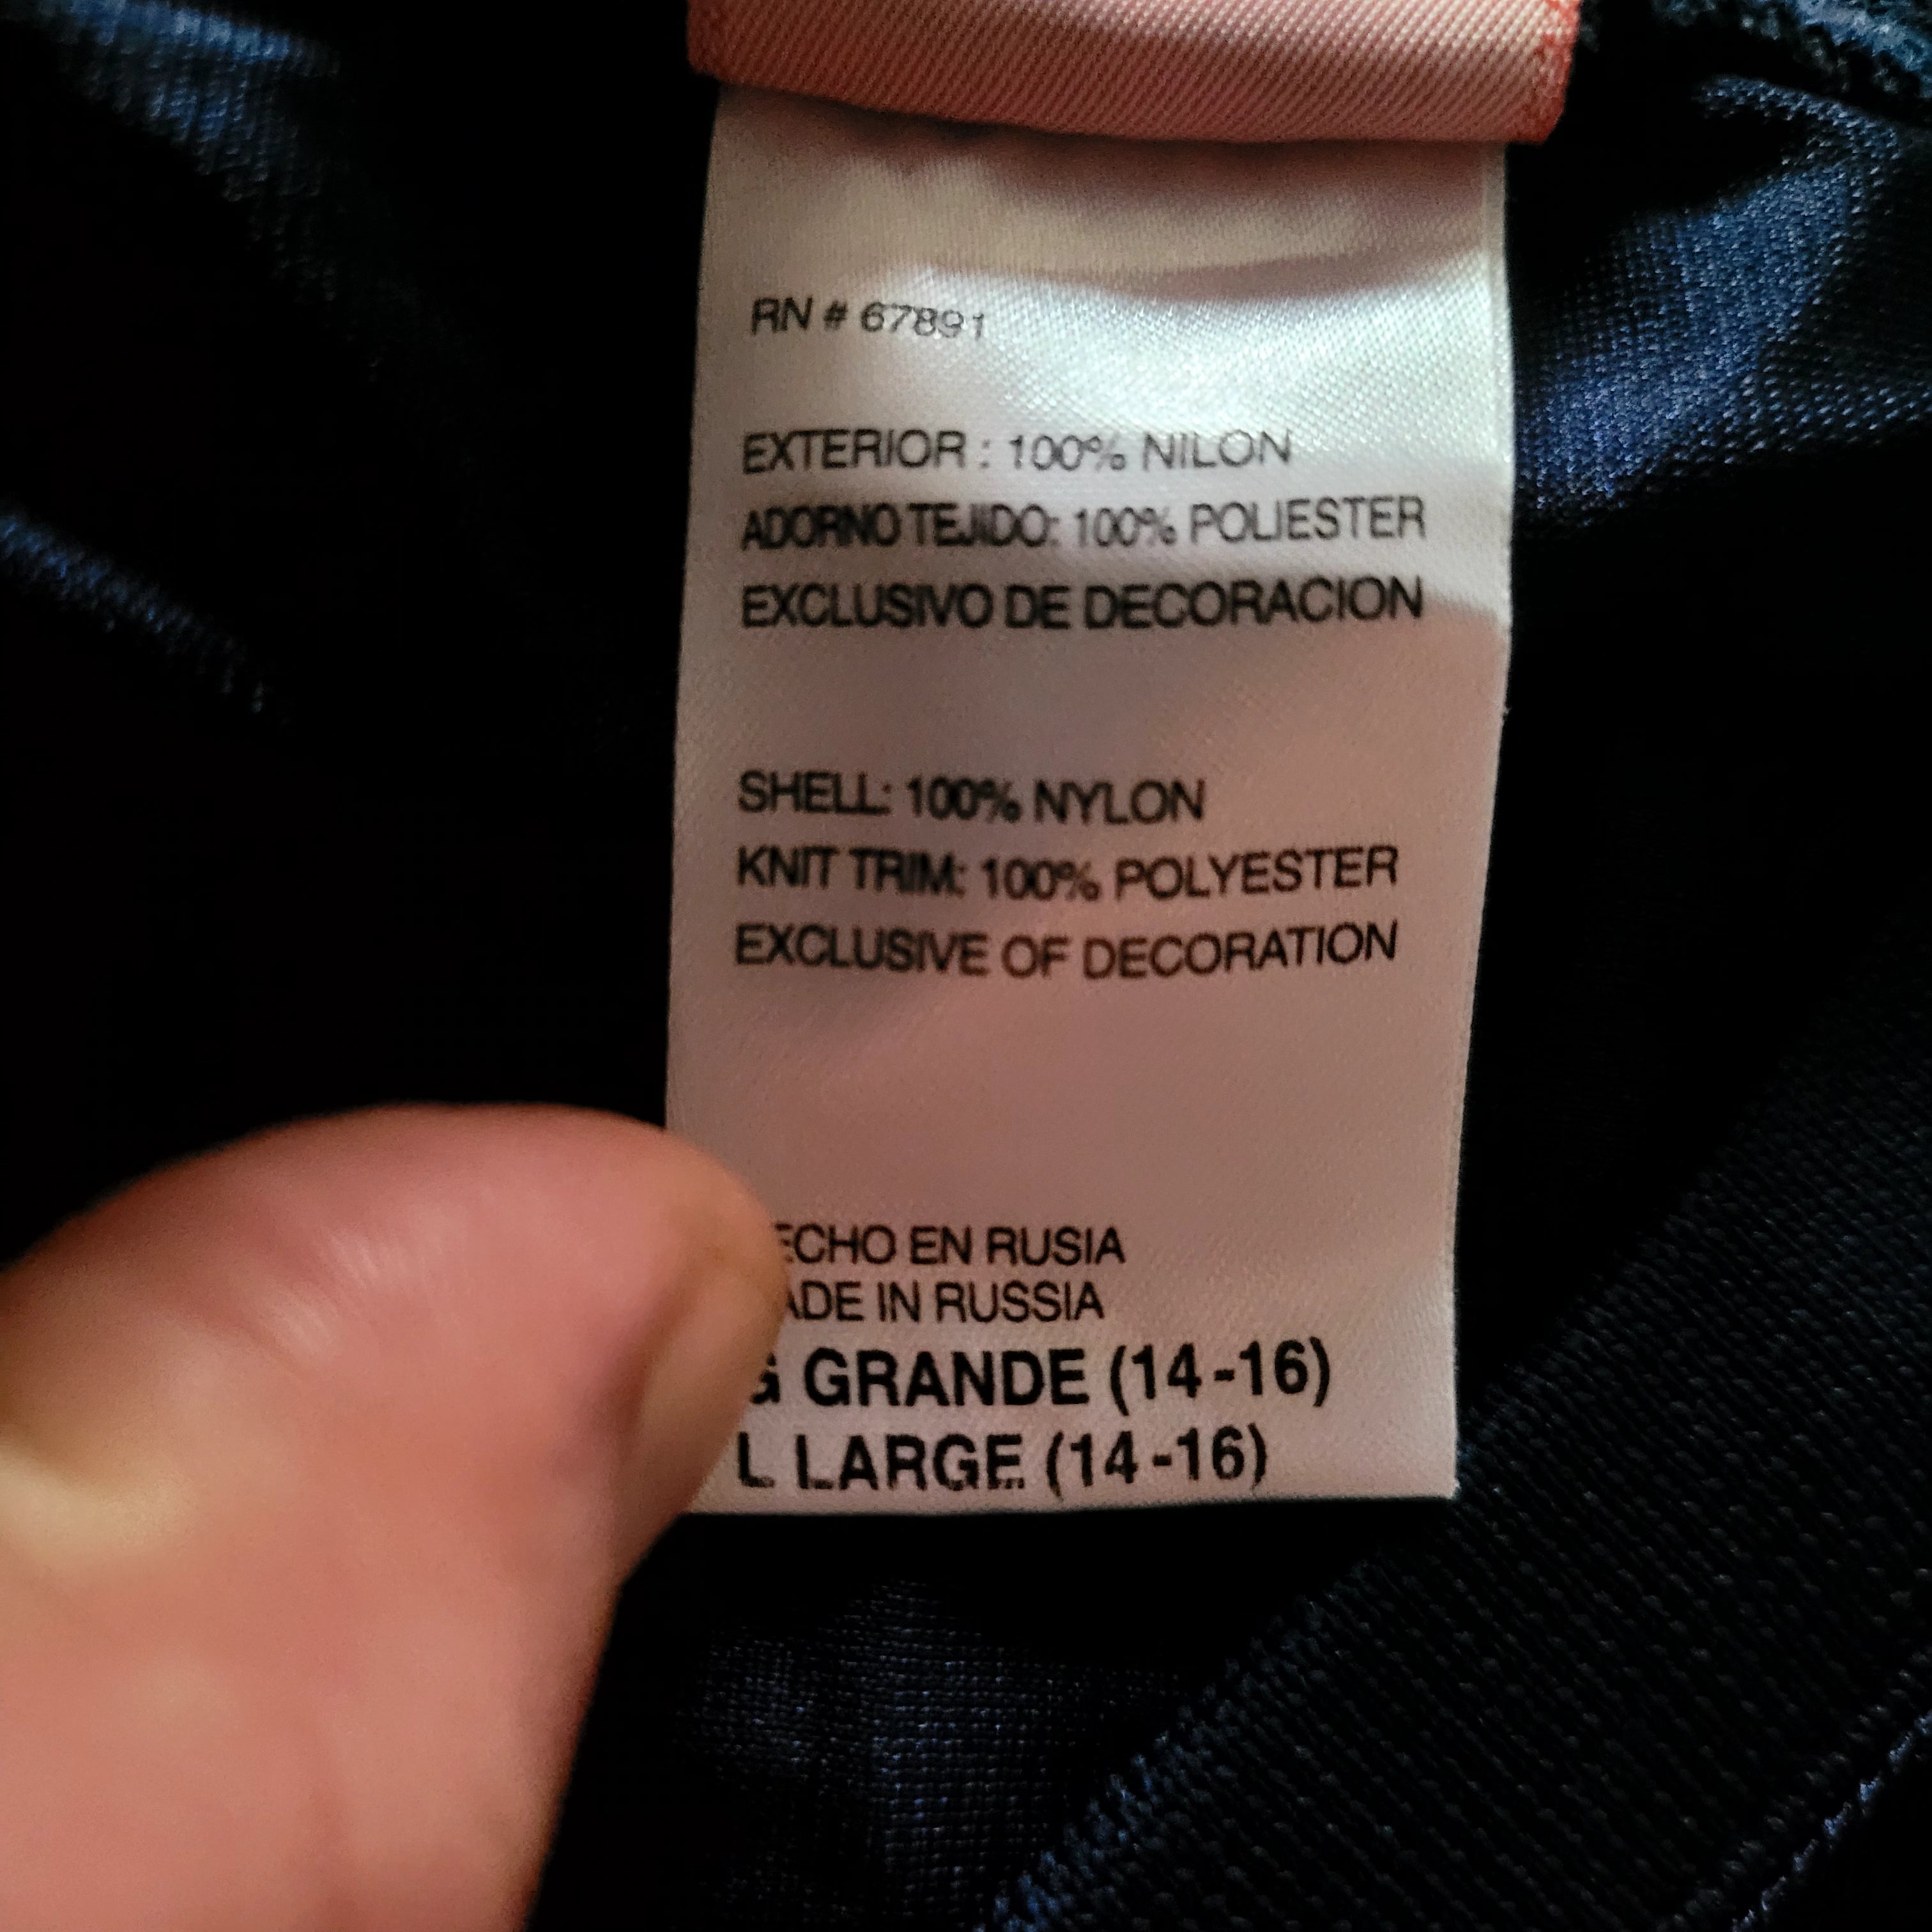 RN # 67891
EXTERIOR : 100% NILON
ADORNO TEJIDO: 100% POLIESTER
EXCLUSIVO DE DECORACION
SHELL: 100% NYLON
KNIT TRIM: 100% POLYESTER
EXCLUSIVE OF DECORATION
ECHO EN RUSIA
ADE IN RUSSIA
G GRANDE (14-16)
L LARGE (14-16)